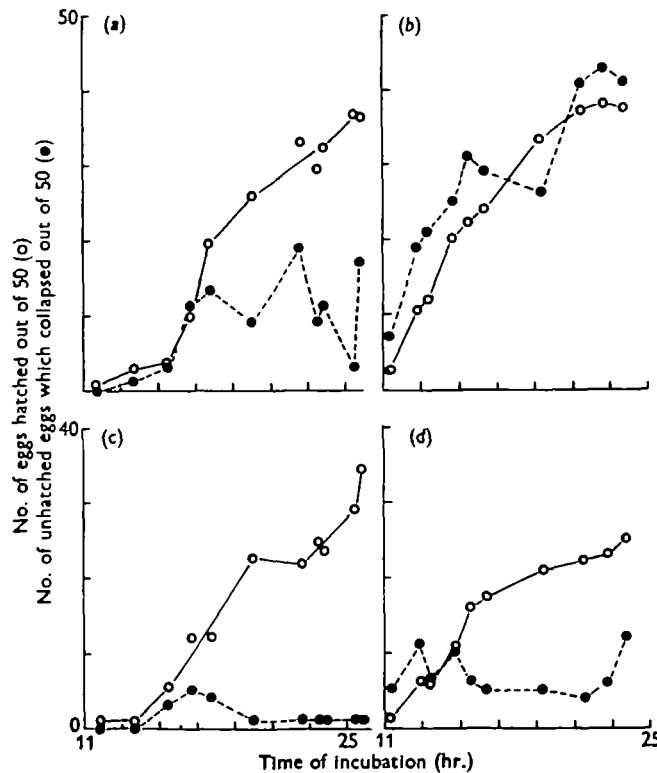 50
(a)
(b)
No. of eggs hatched out of 50 (o)
No. of unhatched eggs which collapsed out of 50 (●)
40
(c)
(d)
0
11
25
11
25
Time of incubation (hr.)